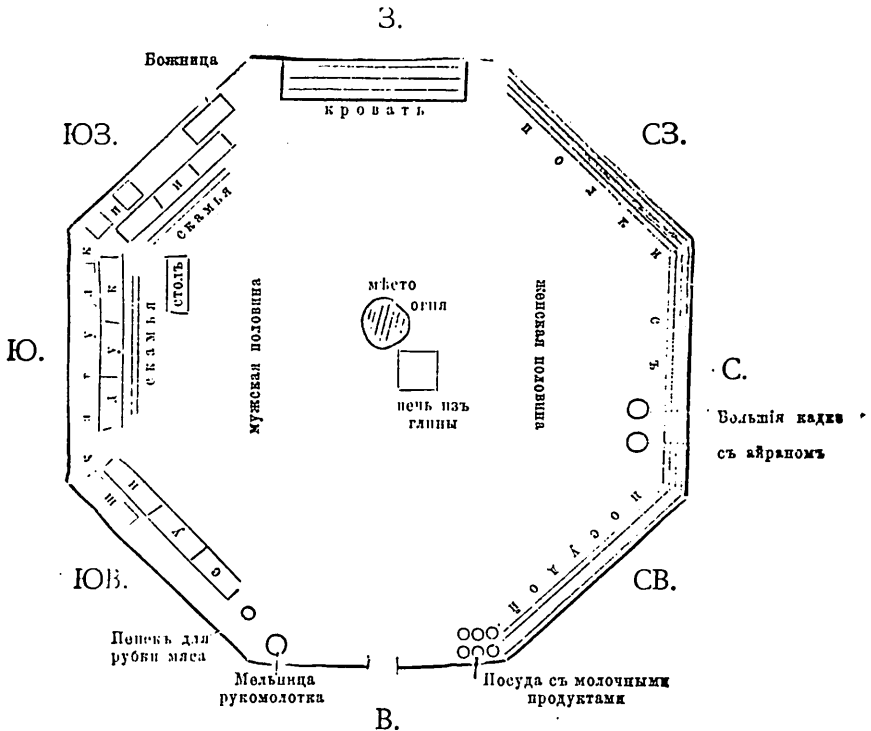 З.
Божница
кровать
ЮЗ.
СЗ.
полки съ посудой
скамья
столъ
скамья
Ю.
мужская половина
мѣсто
огня
женская половина
печь изъ
глины
С.
Большія кадки
съ айраномъ
сундуки
ЮВ.
СВ.
Пенекъ для
рубки мяса
Мельница
рукомолотка
Посуда съ молочными
продуктами
В.